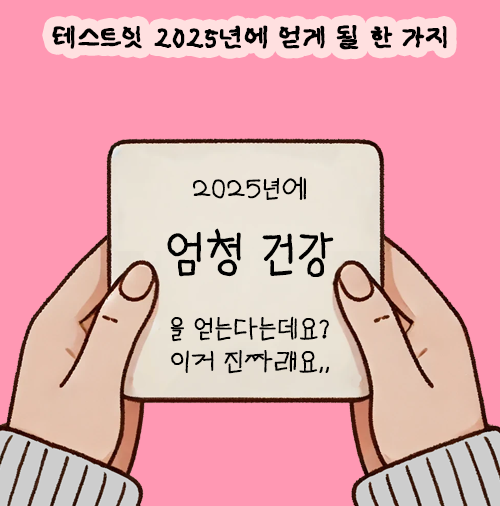 테스트잇 2025년에 얻게 될 한 가지
2025년에
엄청 건강
을 얻는다는데요?
이거 진짜래요,,